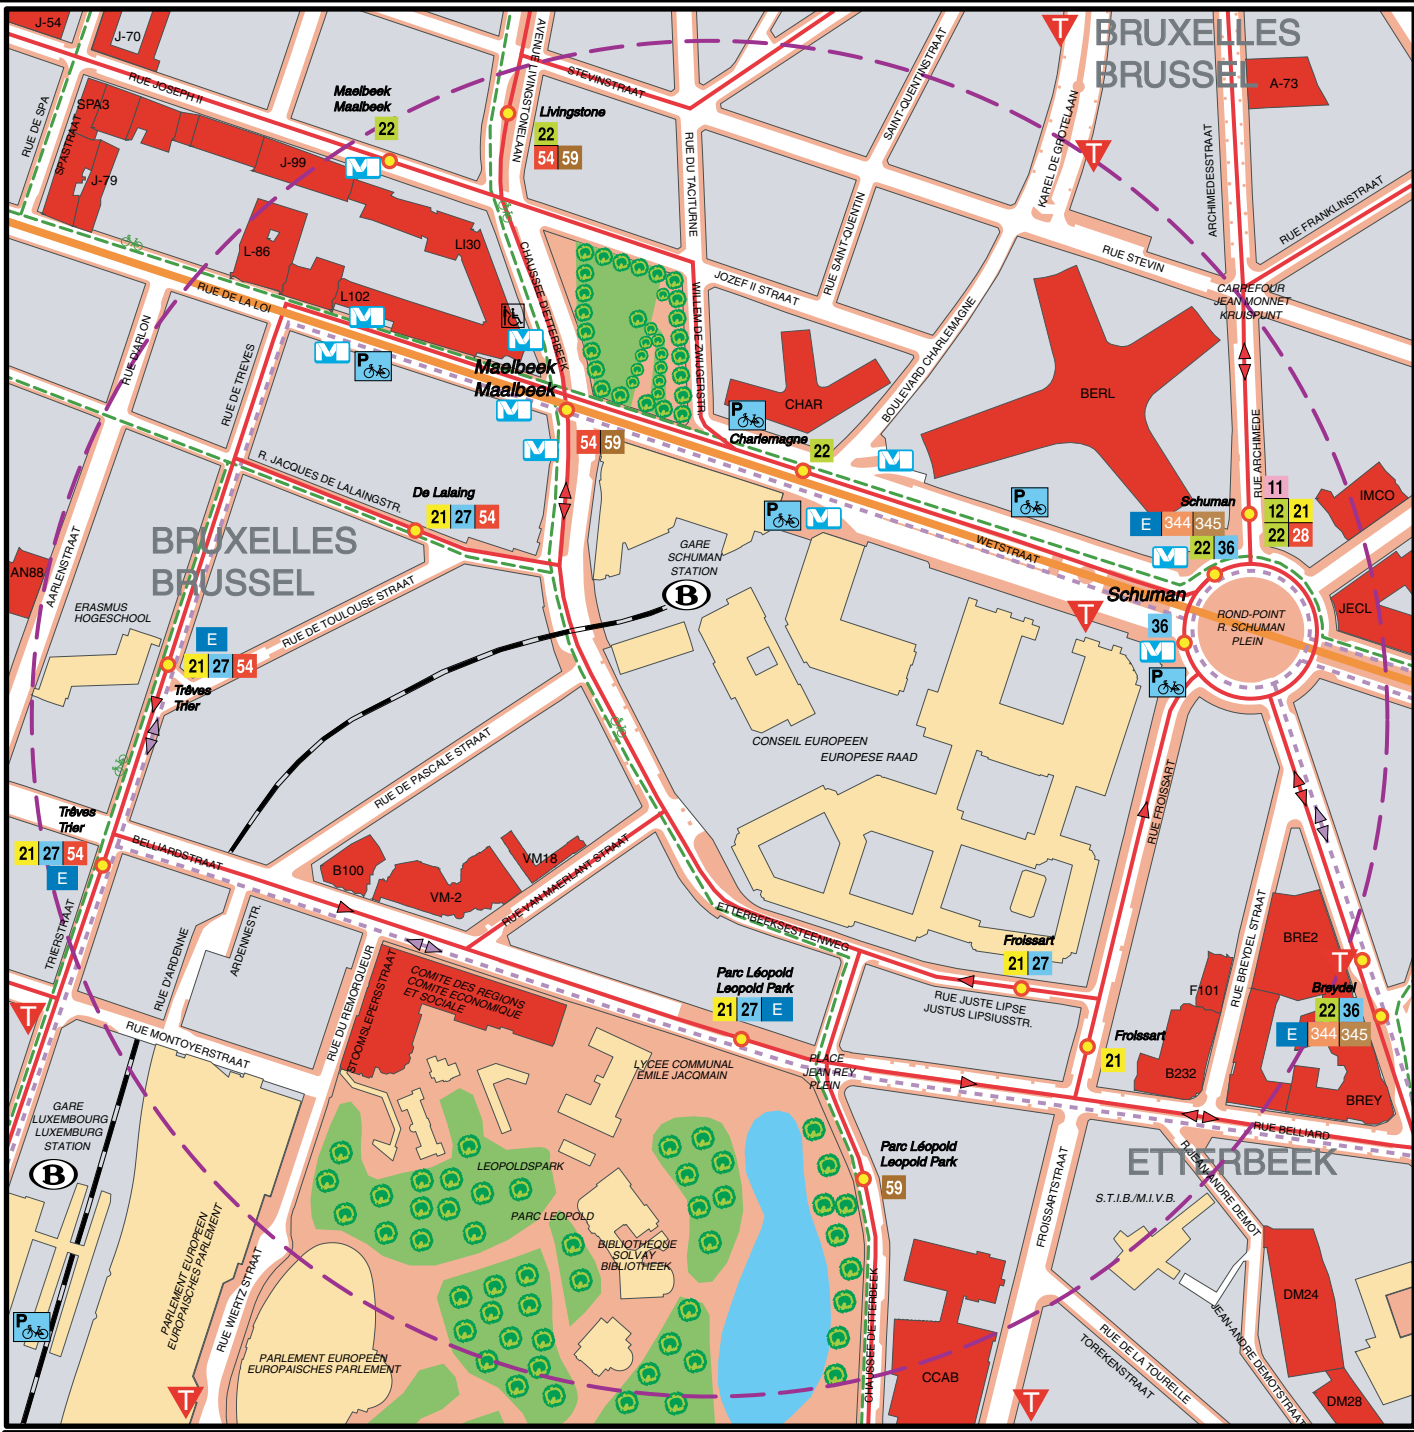 J-54
J-70
RUE JOSEPH II
SPA3
RUE DE SPA
SPASTRAAT
J-79
J-99
Maelbeek
Maalbeek
22
AVENUE LIVINGSTONELAAN
Livingstone
22
54 59
STEVINSTRAAT
RUE DU TACITURNE
SAINT-QUENTINSTRAAT
KAREL DE GROTELAAN
T
BRUXELLES
BRUSSEL
A-73
T
ARCHIMEDESSTRAAT
RUE FRANKLINSTRAAT
RUE STEVIN
CARREFOUR
JEAN MONNET
KRUISPUNT
RUE SAINT-QUENTIN
JOZEF II STRAAT
BOULEVARD CHARLEMAGNE
WILLEM DE ZWIJGERSTR.
CHAUSSEE D'ETTERBEEK
L-86
LI30
L102
RUE DE LA LOI
RUE D'ARLON
RUE DE TREVES
P
Maelbeek
Maalbeek
54 59
CHAR
P
Charlemagne
22
BERL
RUE ARCHIMEDE
IMCO
11
12 21
22 28
Schuman
E 344 345
22 36
P
P
WETSTRAAT
Schuman
T
36
P
ROND-POINT
R. SCHUMAN
PLEIN
JECL
R. JACQUES DE LALAINGSTR.
De Lalaing
21 27 54
BRUXELLES
BRUSSEL
AN88
AARLENSTRAAT
ERASMUS
HOGESCHOOL
E
21 27 54
Trêves
Trier
RUE DE TOULOUSE STRAAT
GARE
SCHUMAN
STATION
B
CONSEIL EUROPEEN
EUROPESE RAAD
RUE DE PASCALE STRAAT
RUE FROISSART
Trêves
Trier
21 27 54
E
BELLIARDSTRAAT
B100
VM-2
VM18
RUE VAN MAERLANT STRAAT
ETTERBEEKSESTEENWEG
TRIERSTRAAT
RUE D'ARDENNE
ARDENNESTR.
RUE DU REMORQUEUR
STOOMSLEPERSSTRAAT
COMITE DES REGIONS
COMITE ECONOMIQUE
ET SOCIALE
Froissart
21 27
RUE JUSTE LIPSE
JUSTUS LIPSIUSSTR.
Parc Léopold
Leopold Park
21 27 E
Froissart
21
F101
B232
RUE BREYDEL STRAAT
BRE2
T
Breydel
22 36
E 344 345
BREY
RUE BELLIARD
T
RUE MONTOYERSTRAAT
GARE
LUXEMBOURG
LUXEMBURG
STATION
B
LYCEE COMMUNAL
EMILE JACQMAIN
PLACE
JEAN REY
PLEIN
Parc Léopold
Leopold Park
59
ETTERBEEK
S.T.I.B./M.I.V.B.
R. JEAN-ANDRE DEMOT
JEAN-ANDRE DEMOTSTRAAT
FROISSARTSTRAAT
LEOPOLDSPARK
PARC LEOPOLD
BIBLIOTHEQUE
SOLVAY
BIBLIOTHEEK
PARLEMENT EUROPEEN
EUROPAISCHES PARLEMENT
RUE WIERTZ STRAAT
PARLEMENT EUROPEEN
EUROPAISCHES PARLEMENT
P
T
CHAUSSEE D'ETTERBEEK
CCAB
T
RUE DE LA TOURELLE
TOREKENSTRAAT
DM24
DM28